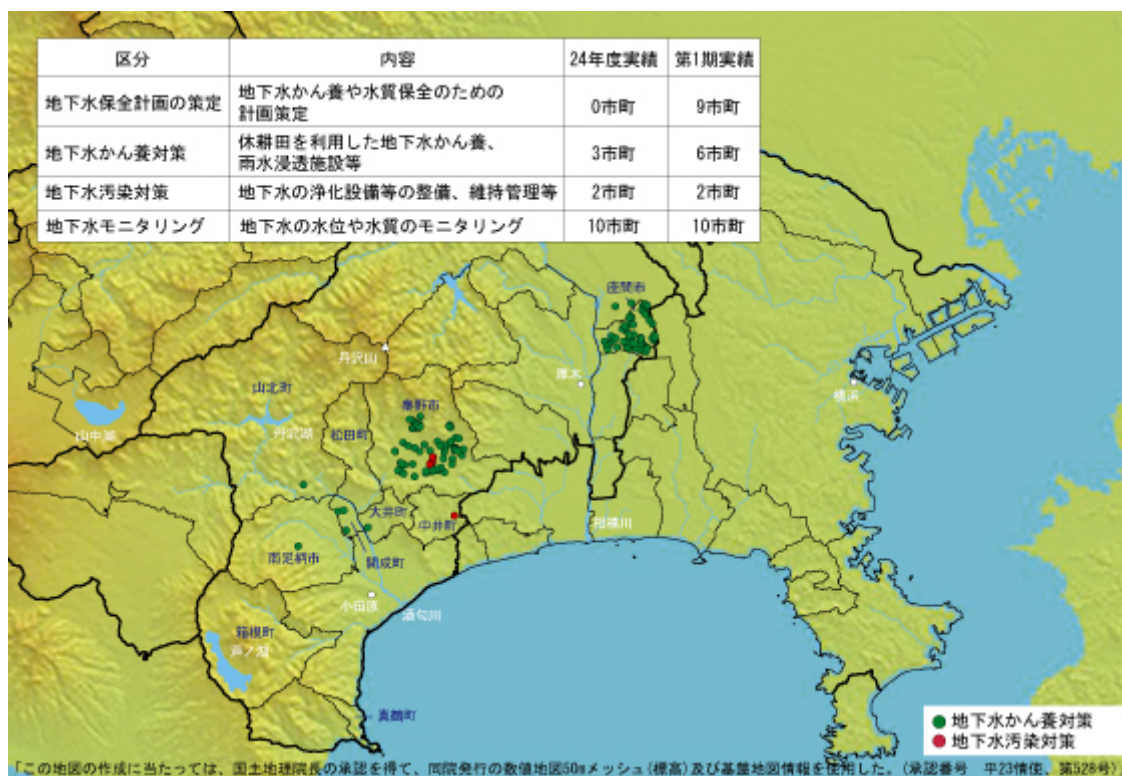 区分 内容 24年度実績 第1期実績
地下水保全計画の策定 地下水かん養や水質保全のための
計画策定 0市町 9市町
地下水かん養対策 休耕田を利用した地下水かん養、
雨水浸透施設等 3市町 6市町
地下水汚染対策 地下水の浄化設備等の整備、維持管理等 2市町 2市町
地下水モニタリング 地下水の水位や水質のモニタリング 10市町 10市町
座間市
丹沢山
厚木
山北町
秦野市
横浜
山中湖
丹沢湖
松田町
大井町
中井町
相模川
南足柄市
開成町
小田原
酒匂川
箱根町
芦ノ湖
真鶴町
地下水かん養対策
地下水汚染対策
「この地図の作成に当たっては、国土地理院長の承認を得て、同院発行の数値地図50mメッシュ(標高)及び基盤地図情報を使用した。(承認番号 平23情使、第528号)